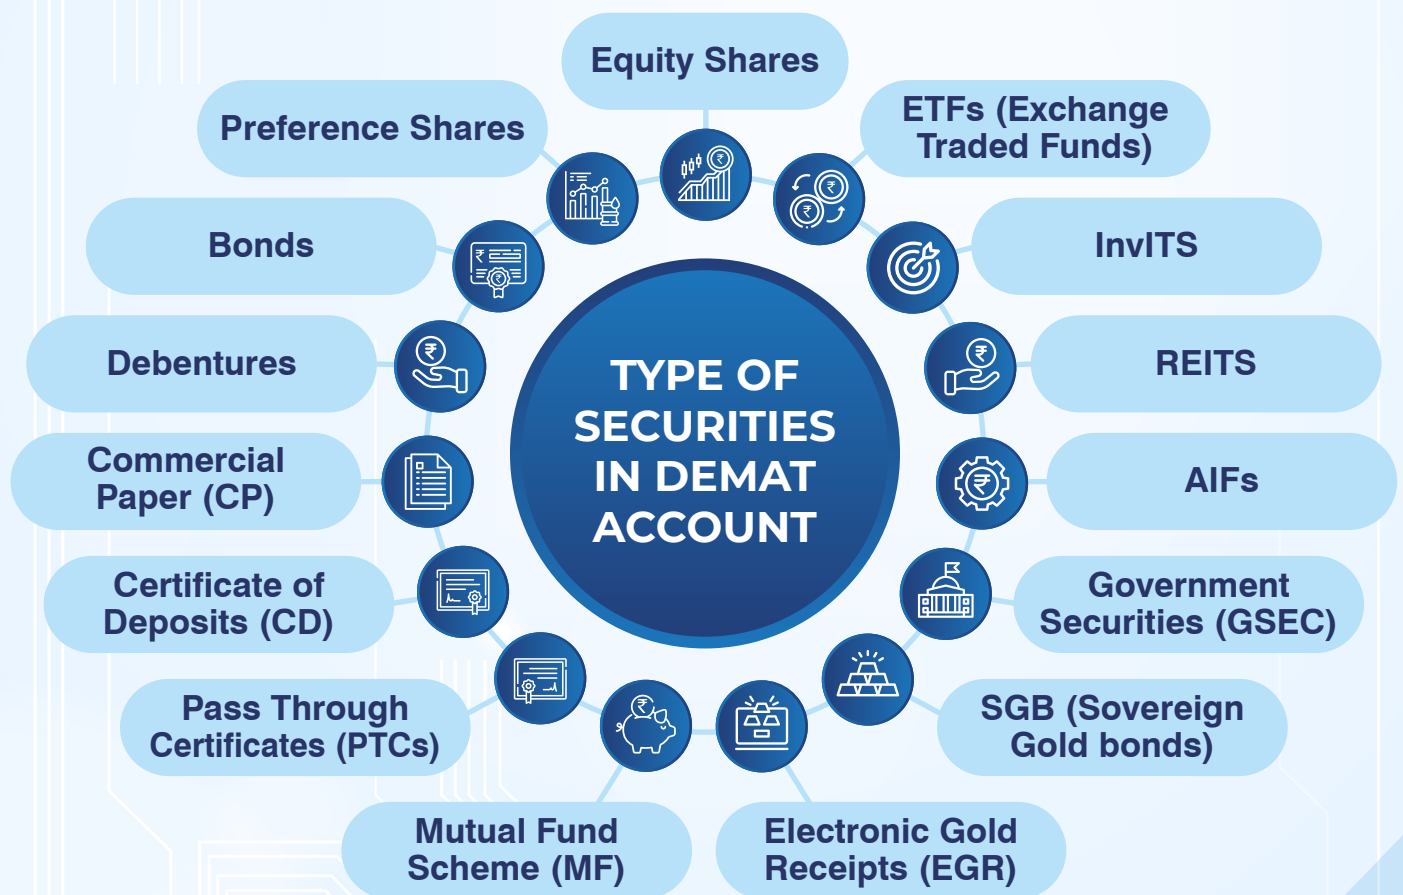 Equity Shares
ETFs (Exchange
Traded Funds)
InvITS
REITS
AIFs
Government
Securities (GSEC)
SGB (Sovereign
Gold bonds)
Electronic Gold
Receipts (EGR)
Mutual Fund
Scheme (MF)
Pass Through
Certificates (PTCs)
Certificate of
Deposits (CD)
Commercial
Paper (CP)
Debentures
Bonds
Preference Shares
TYPE OF
SECURITIES
IN DEMAT
ACCOUNT